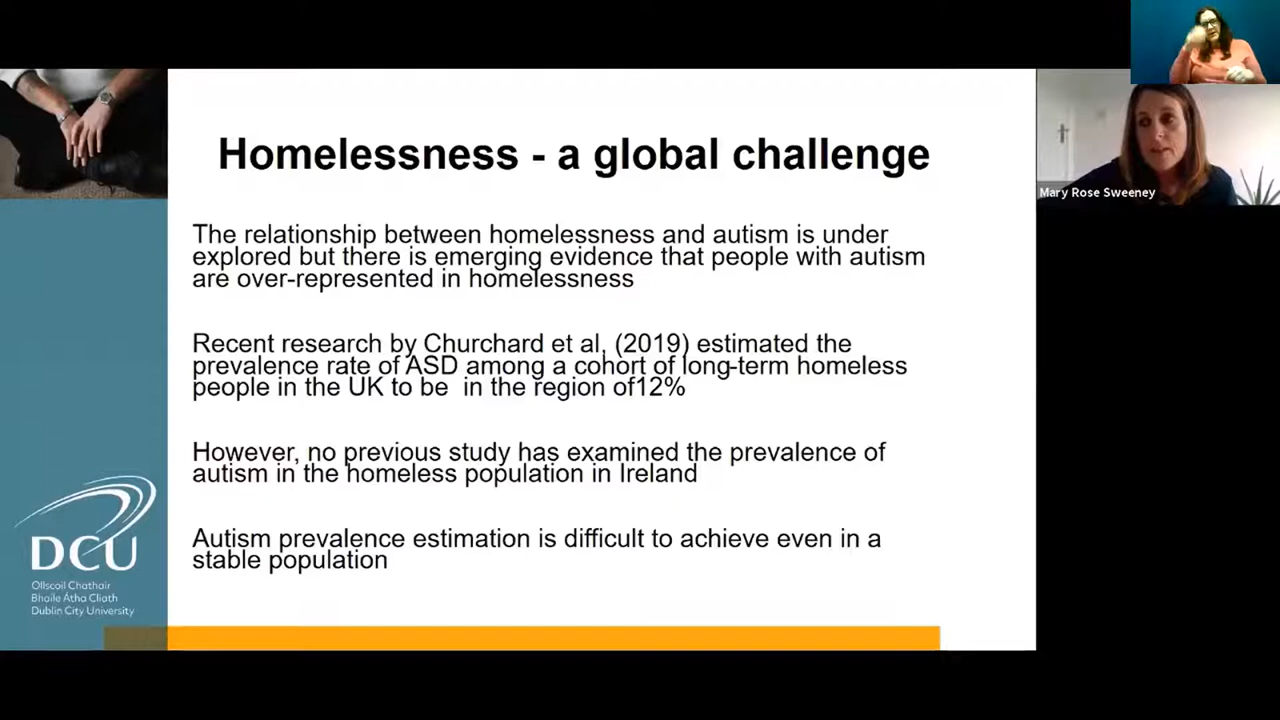 Homelessness - a global challenge
The relationship between homelessness and autism is under
explored but there is emerging evidence that people with autism
are over-represented in homelessness
Recent research by Churchard et al, (2019) estimated the
prevalence rate of ASD among a cohort of long-term homeless
people in the UK to be  in the region of12%
However, no previous study has examined the prevalence of
autism in the homeless population in Ireland
Autism prevalence estimation is difficult to achieve even in a
stable population
DCU
Ollscoil Chathair
Bhaile Átha Cliath
Dublin City University
Mary Rose Sweeney